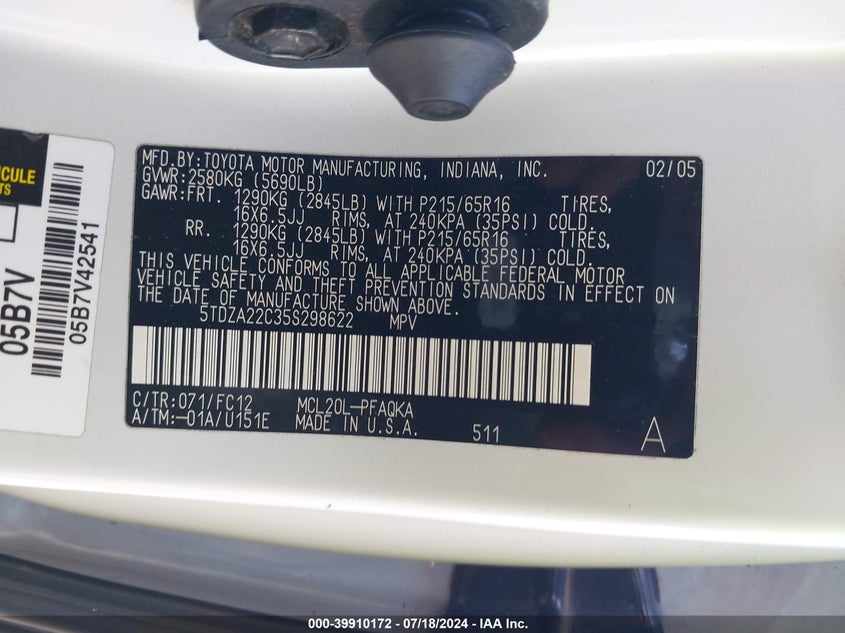 MFD.BY:TOYOTA MOTOR MANUFACTURING, INDIANA, INC. 02/05
GVWR:2580KG (5690LB)
GAWR:FRT. 1290KG (2845LB) WITH P215/65R16 TIRES,
16X6.5JJ RIMS, AT 240KPA (35PSI) COLD.
RR. 1290KG (2845LB) WITH P215/65R16 TIRES,
16X6.5JJ RIMS, AT 240KPA (35PSI) COLD.
THIS VEHICLE CONFORMS TO ALL APPLICABLE FEDERAL MOTOR
VEHICLE SAFETY AND THEFT PREVENTION STANDARDS IN EFFECT ON
THE DATE OF MANUFACTURE SHOWN ABOVE.
5TDZA22C35S298622 MPV
C/TR:071/FC12 MCL20L-PFAQKA
A/TM:-01A/U151E MADE IN U.S.A. 511 A
05B7V
05B7V42541
000-39910172 - 07/18/2024 - IAA Inc.